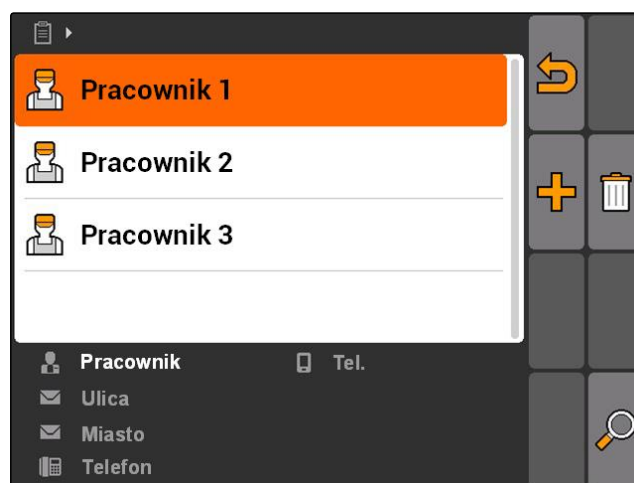 Pracownik 1
Pracownik 2
Pracownik 3
Pracownik Tel.
Ulica
Miasto
Telefon